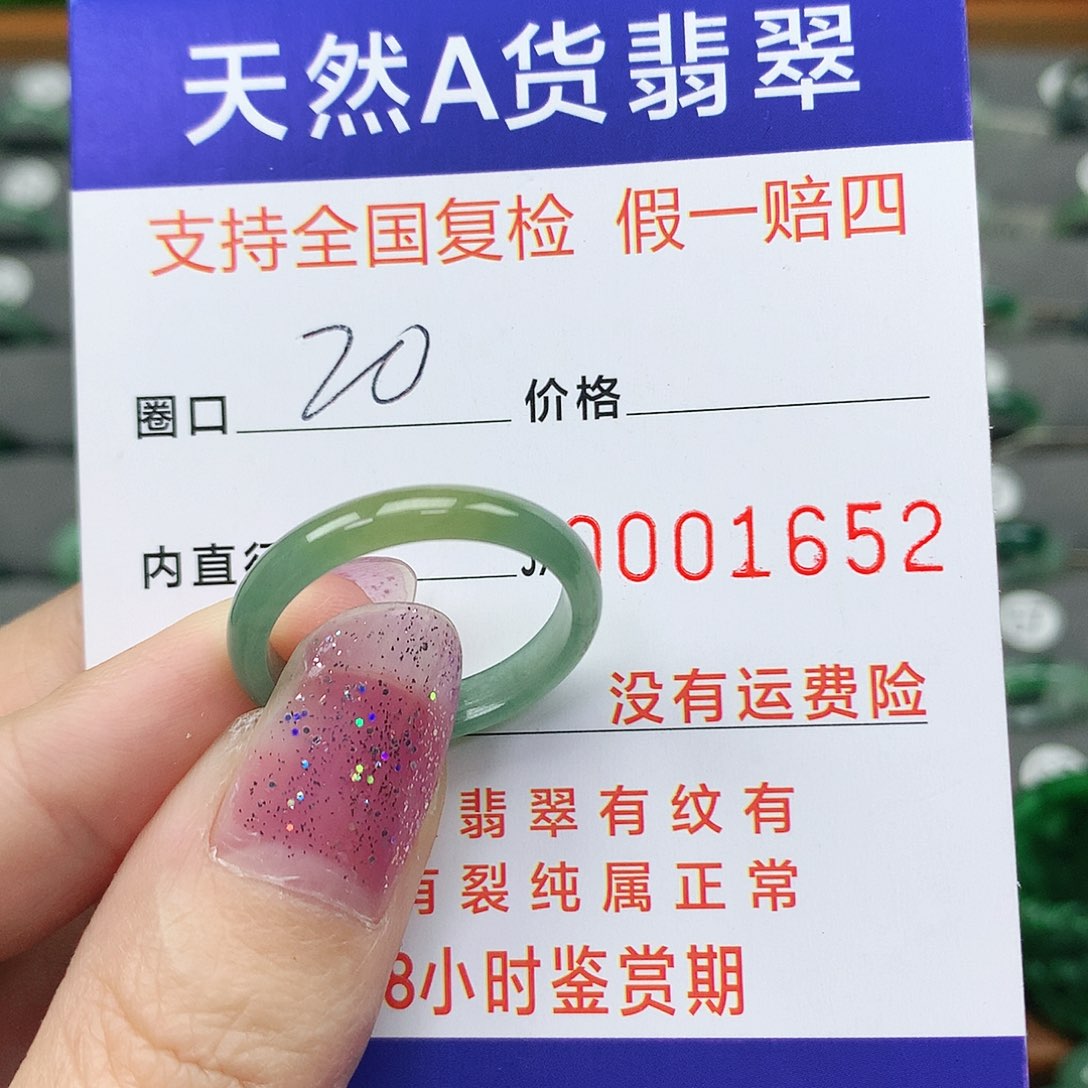 天然A货翡翠
支持全国复检 假一赔四
圈口 20 价格
内直 0001652
没有运费险
翡翠有纹有
有裂纯属正常
8小时鉴赏期